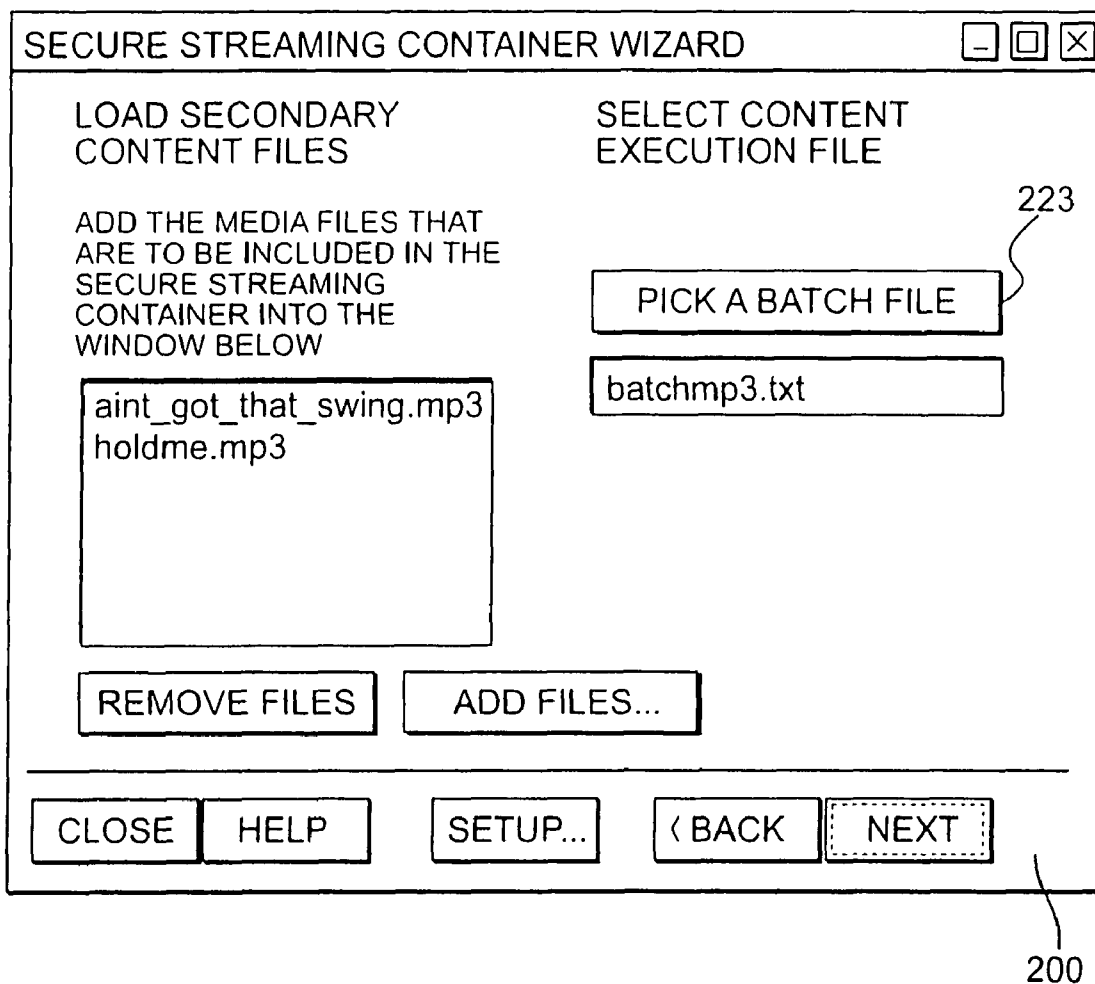 SECURE STREAMING CONTAINER WIZARD
LOAD SECONDARY
CONTENT FILES
ADD THE MEDIA FILES THAT
ARE TO BE INCLUDED IN THE
SECURE STREAMING
CONTAINER INTO THE
WINDOW BELOW
aint_got_that_swing.mp3
holdme.mp3
REMOVE FILES
ADD FILES...
SELECT CONTENT
EXECUTION FILE
223
PICK A BATCH FILE
batchmp3.txt
CLOSE
HELP
SETUP...
⟨ BACK
NEXT
200